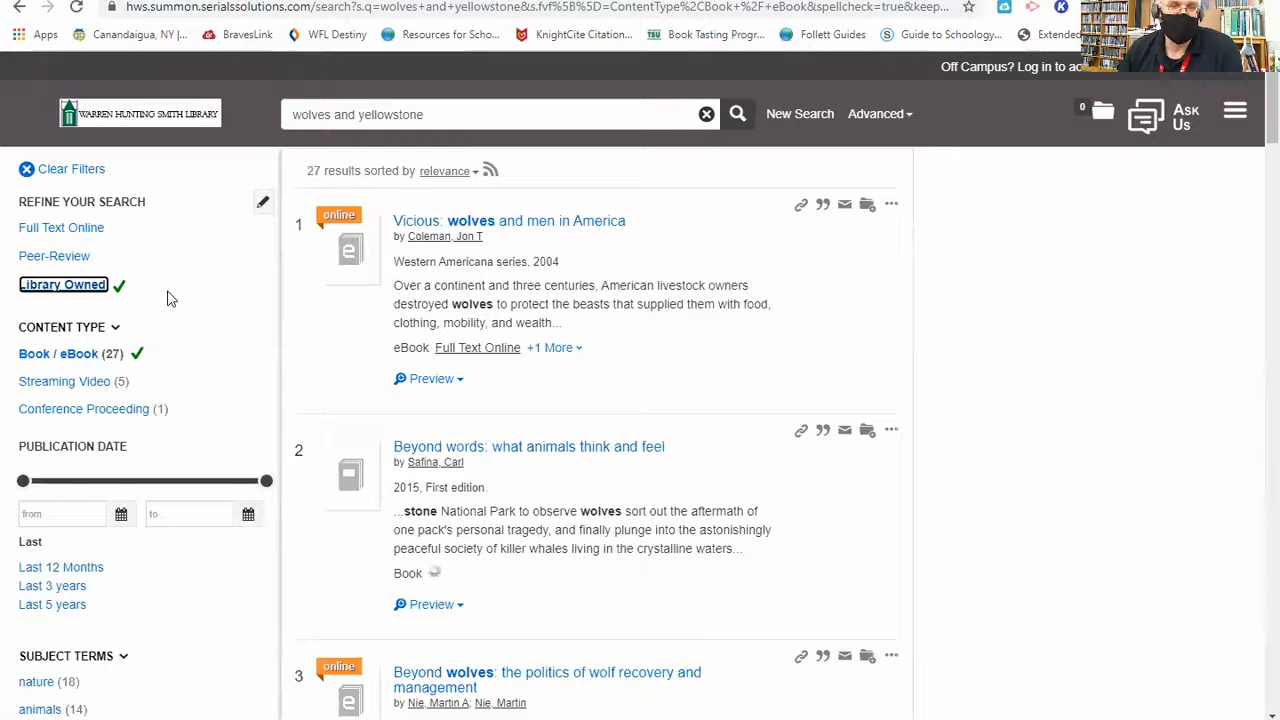 hws.summon.serialssolutions.com/search?s.q=wolves+and+yellowstone&s.fvf%5B%5D=ContentType%2CBook+%2F+eBook&spellcheck=true&keep...
Apps
Canandaigua, NY |...
BravesLink
WFL Destiny
Resources for Scho...
KnightCite Citation...
TSU
Book Tasting Progr...
Follett Guides
Guide to Schoology...
Extende
Off Campus? Log in to ac
WARREN HUNTING SMITH LIBRARY
wolves and yellowstone
New Search
Advanced
0
Ask
Us
Clear Filters
REFINE YOUR SEARCH
Full Text Online
Peer-Review
Library Owned
CONTENT TYPE
Book / eBook (27)
Streaming Video (5)
Conference Proceeding (1)
PUBLICATION DATE
from
to
Last
Last 12 Months
Last 3 years
Last 5 years
SUBJECT TERMS
nature (18)
animals (14)
27 results sorted by relevance
1
online
e
Vicious: wolves and men in America
by Coleman, Jon T
Western Americana series, 2004
Over a continent and three centuries, American livestock owners
destroyed wolves to protect the beasts that supplied them with food,
clothing, mobility, and wealth...
eBook Full Text Online +1 More
Preview
2
Beyond words: what animals think and feel
by Safina, Carl
2015, First edition.
...stone National Park to observe wolves sort out the aftermath of
one pack's personal tragedy, and finally plunge into the astonishingly
peaceful society of killer whales living in the crystalline waters...
Book
Preview
3
online
e
Beyond wolves: the politics of wolf recovery and
management
by Nie, Martin A; Nie, Martin